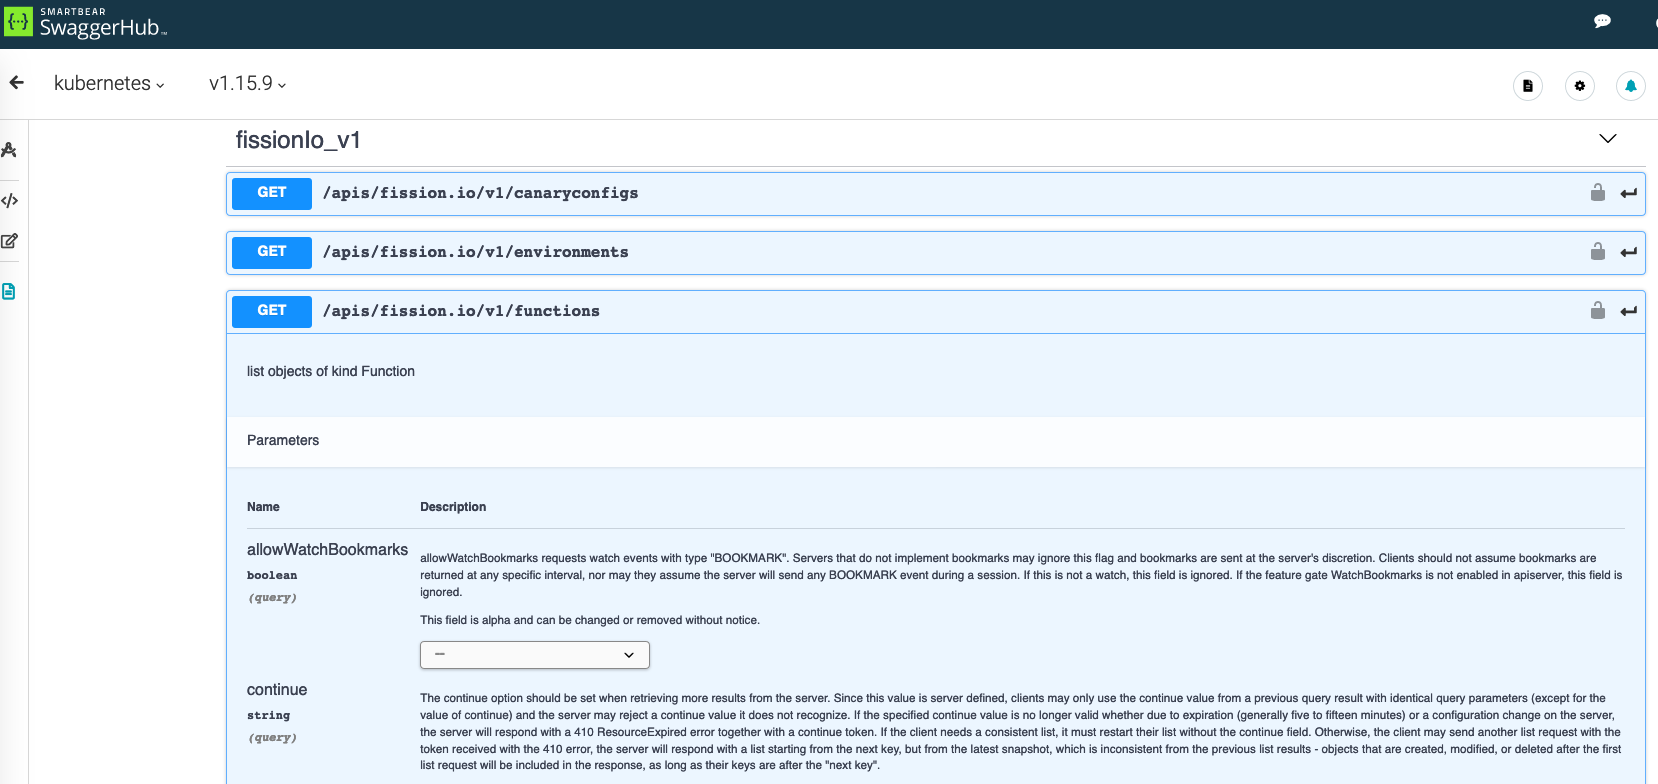 SMARTBEAR
SwaggerHub™
kubernetes
v1.15.9
fissionIo_v1
GET /apis/fission.io/v1/canaryconfigs
GET /apis/fission.io/v1/environments
GET /apis/fission.io/v1/functions
list objects of kind Function
Parameters
Name Description
allowWatchBookmarks
boolean
(query)
allowWatchBookmarks requests watch events with type "BOOKMARK". Servers that do not implement bookmarks may ignore this flag and bookmarks are sent at the server's discretion. Clients should not assume bookmarks are
returned at any specific interval, nor may they assume the server will send any BOOKMARK event during a session. If this is not a watch, this field is ignored. If the feature gate WatchBookmarks is not enabled in apiserver, this field is
ignored.
This field is alpha and can be changed or removed without notice.
--
continue
string
(query)
The continue option should be set when retrieving more results from the server. Since this value is server defined, clients may only use the continue value from a previous query result with identical query parameters (except for the
value of continue) and the server may reject a continue value it does not recognize. If the specified continue value is no longer valid whether due to expiration (generally five to fifteen minutes) or a configuration change on the server,
the server will respond with a 410 ResourceExpired error together with a continue token. If the client needs a consistent list, it must restart their list without the continue field. Otherwise, the client may send another list request with the
token received with the 410 error, the server will respond with a list starting from the next key, but from the latest snapshot, which is inconsistent from the previous list results - objects that are created, modified, or deleted after the first
list request will be included in the response, as long as their keys are after the "next key".